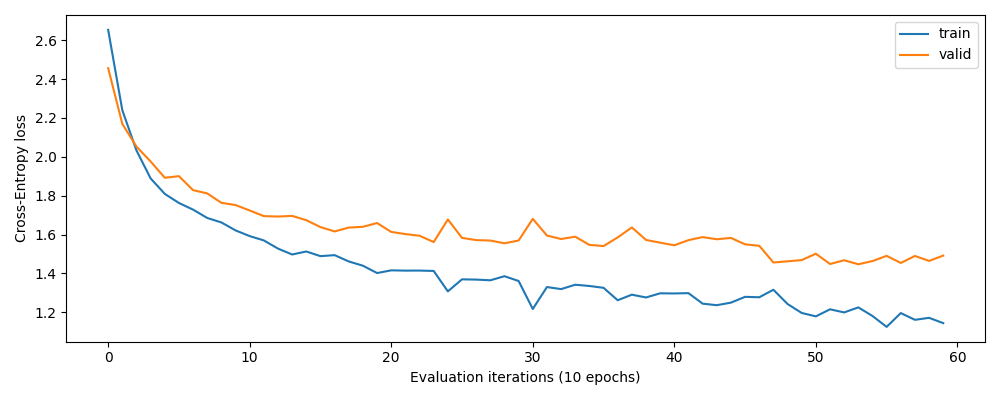 train
valid
Cross-Entropy loss
2.6
2.4
2.2
2.0
1.8
1.6
1.4
1.2
0 10 20 30 40 50 60
Evaluation iterations (10 epochs)